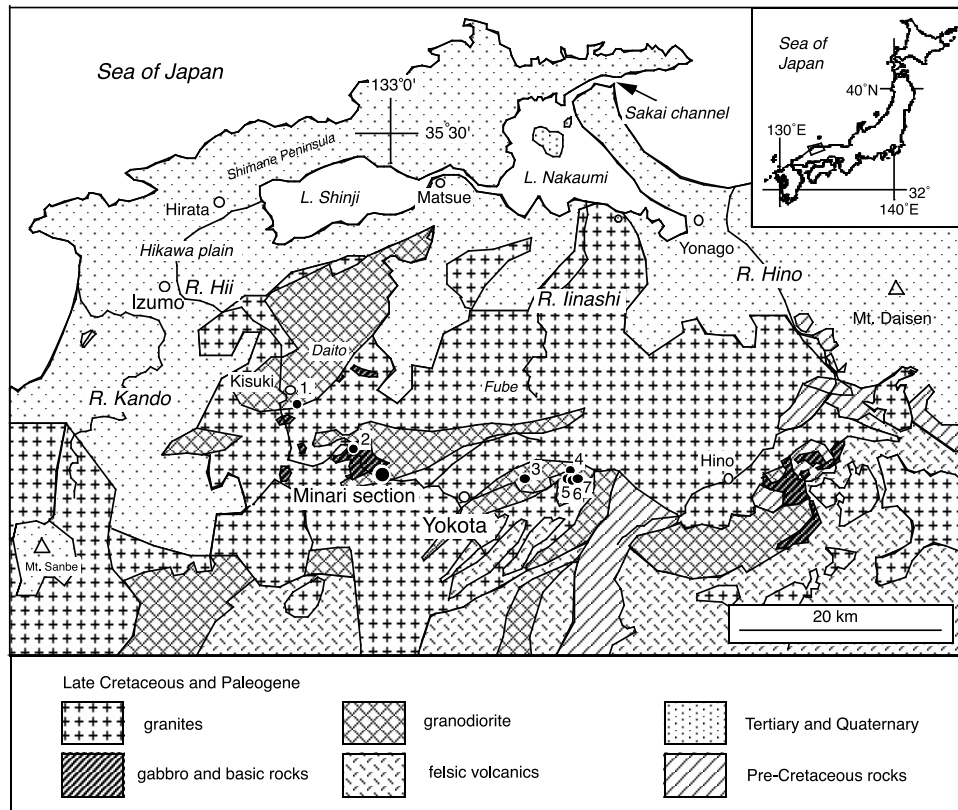 Sea of Japan
133°0'
35°30'
Sakai channel
Shimane Peninsula
L. Shinji
Matsue
L. Nakaumi
Hirata
Hikawa plain
Yonago
R. Hii
Izumo
R. Iinashi
R. Hino
Mt. Daisen
Daito
Kisuki
1
Fube
R. Kando
2
3
4
5
6
7
Hino
Minari section
Yokota
Mt. Sanbe
20 km
Sea of
Japan
40°N
130°E
32°
140°E
Late Cretaceous and Paleogene
granites
granodiorite
Tertiary and Quaternary
gabbro and basic rocks
felsic volcanics
Pre-Cretaceous rocks